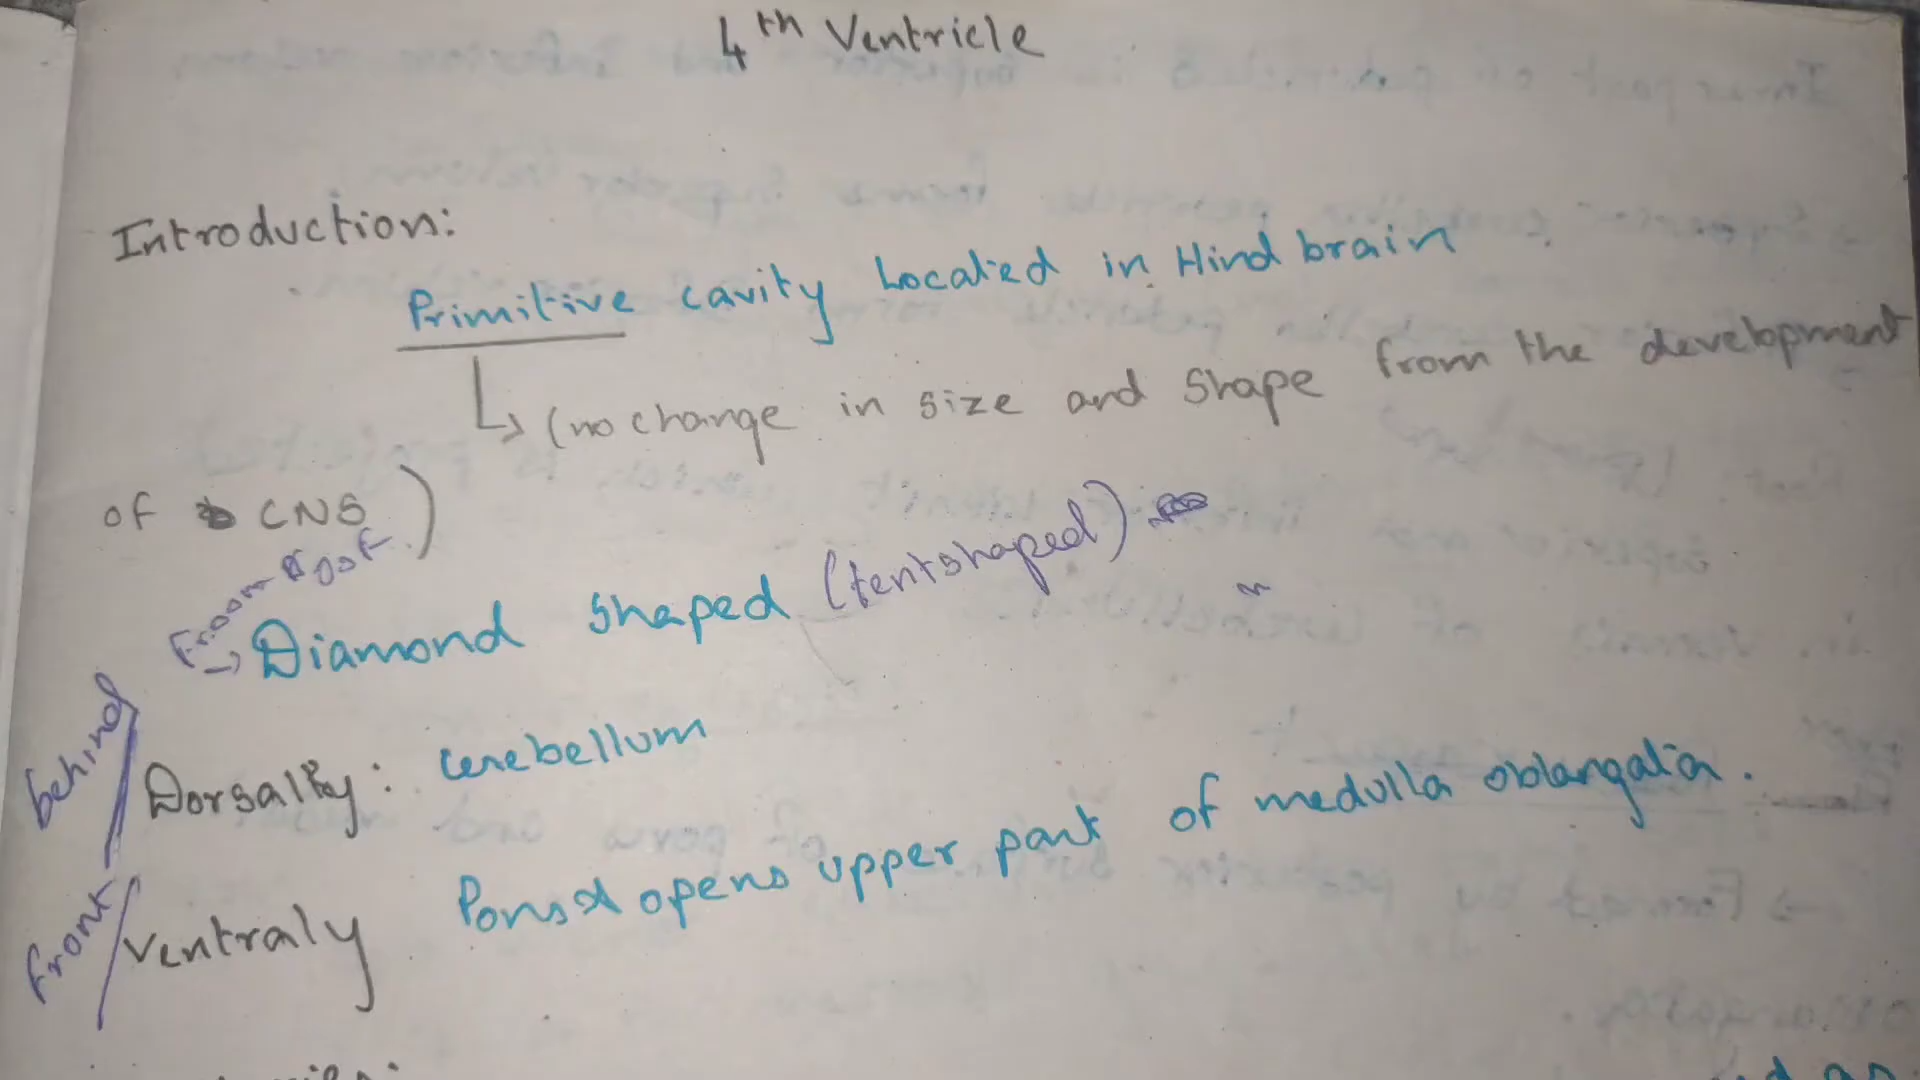 4th Ventricle
Introduction:
Primitive cavity Located in Hind brain
↳ (no change in size and shape from the development
of CNS)
From roof
→ Diamond shaped (tentshaped)
behind
Dorsally: cerebellum
Front
Ventraly Pons & opens upper part of medulla oblangata.